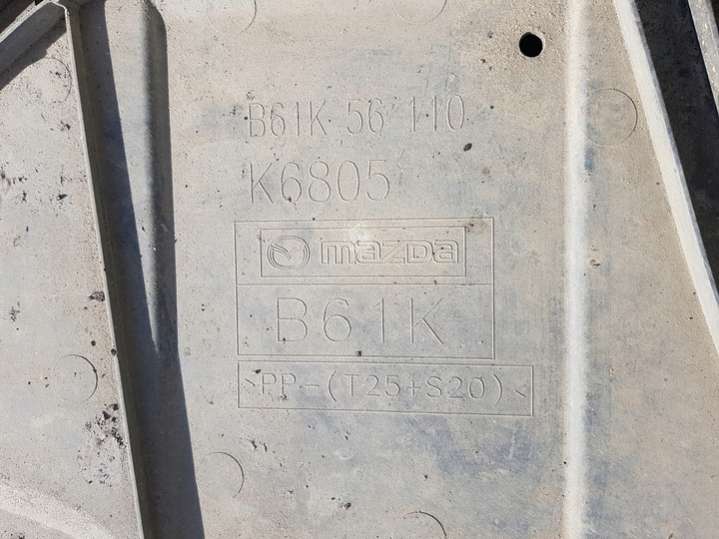 B61K 56 110
K6805
mazda
B61K
>PP-(T25+S20)<